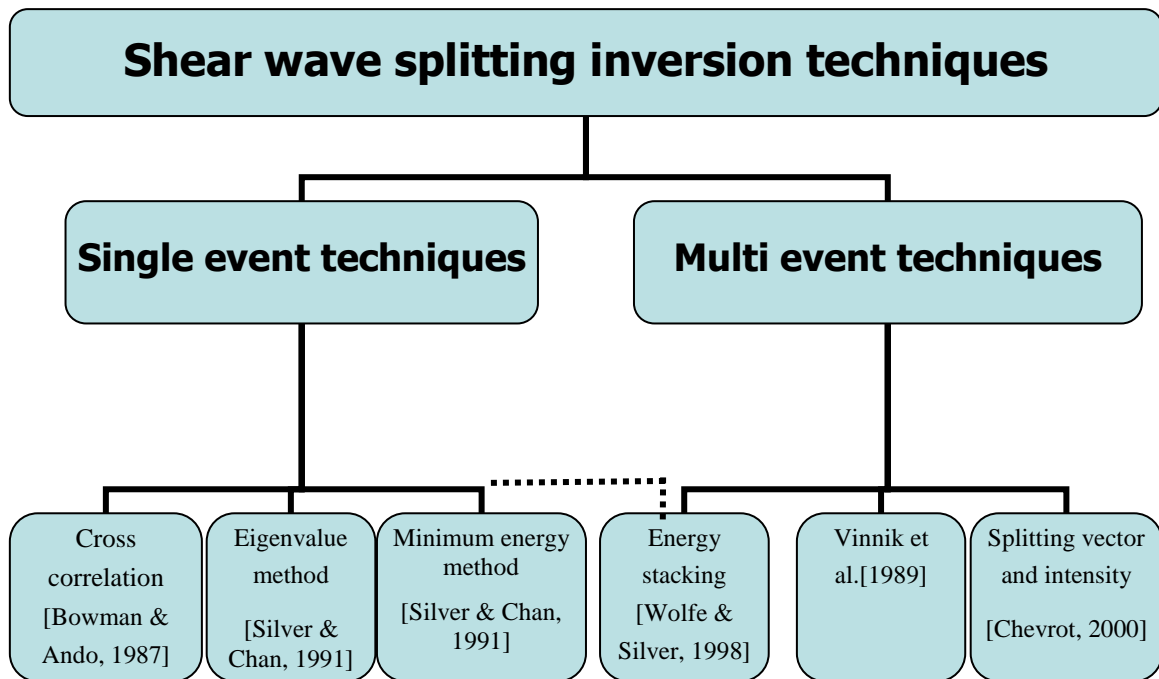 Shear wave splitting inversion techniques
Single event techniques
Multi event techniques
Cross
correlation
[Bowman &
Ando, 1987]
Eigenvalue
method
[Silver &
Chan, 1991]
Minimum energy
method
[Silver & Chan,
1991]
Energy
stacking
[Wolfe &
Silver, 1998]
Vinnik et
al.[1989]
Splitting vector
and intensity
[Chevrot, 2000]